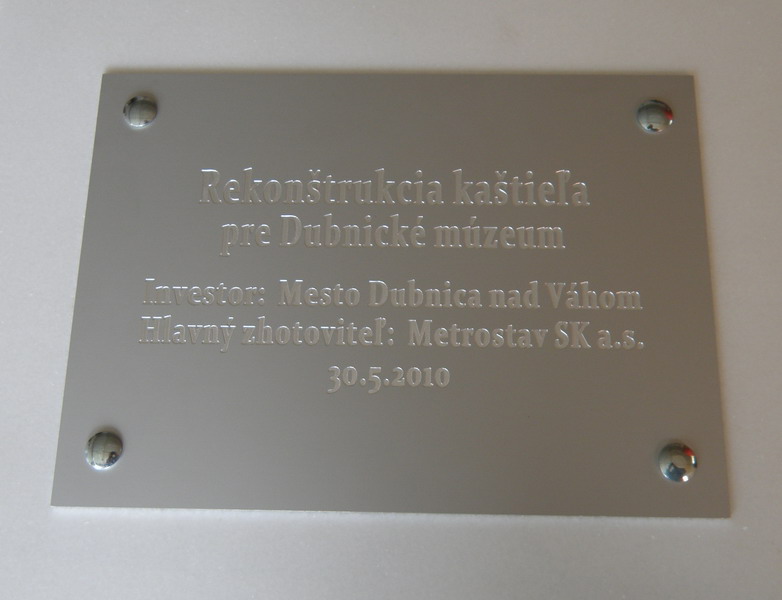 Rekonštrukcia kaštieľa
pre Dubnické múzeum
Investor: Mesto Dubnica nad Váhom
Hlavný zhotoviteľ: Metrostav SK a.s.
30.5.2010